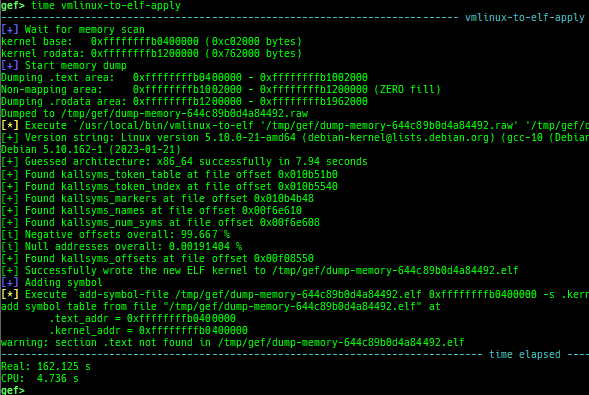 gef> time vmlinux-to-elf-apply
---------------------------------------------------------------- vmlinux-to-elf-apply
[+] Wait for memory scan
kernel base:   0xffffffffb0400000 (0xc02000 bytes)
kernel rodata: 0xffffffffb1200000 (0x762000 bytes)
[+] Start memory dump
Dumping .text area:   0xffffffffb0400000 - 0xffffffffb1002000
Non-mapping area:     0xffffffffb1002000 - 0xffffffffb1200000 (ZERO fill)
Dumping .rodata area: 0xffffffffb1200000 - 0xffffffffb1962000
Dumped to /tmp/gef/dump-memory-644c89b0d4a84492.raw
[*] Execute `/usr/local/bin/vmlinux-to-elf '/tmp/gef/dump-memory-644c89b0d4a84492.raw' '/tmp/gef/d
[+] Version string: Linux version 5.10.0-21-amd64 (debian-kernel@lists.debian.org) (gcc-10 (Debian
Debian 5.10.162-1 (2023-01-21)
[+] Guessed architecture: x86_64 successfully in 7.94 seconds
[+] Found kallsyms_token_table at file offset 0x010b51b0
[+] Found kallsyms_token_index at file offset 0x010b5540
[+] Found kallsyms_markers at file offset 0x010b4b48
[+] Found kallsyms_names at file offset 0x00f6e610
[+] Found kallsyms_num_syms at file offset 0x00f6e608
[i] Negative offsets overall: 99.667 %
[i] Null addresses overall: 0.00191404 %
[+] Found kallsyms_offsets at file offset 0x00f08550
[+] Successfully wrote the new ELF kernel to /tmp/gef/dump-memory-644c89b0d4a84492.elf
[+] Adding symbol
[*] Execute `add-symbol-file /tmp/gef/dump-memory-644c89b0d4a84492.elf 0xffffffffb0400000 -s .kern
add symbol table from file "/tmp/gef/dump-memory-644c89b0d4a84492.elf" at
        .text_addr = 0xffffffffb0400000
        .kernel_addr = 0xffffffffb0400000
warning: section .text not found in /tmp/gef/dump-memory-644c89b0d4a84492.elf
-------------------------------------------------------------------- time elapsed ----
Real: 162.125 s
CPU:  4.736 s
gef>